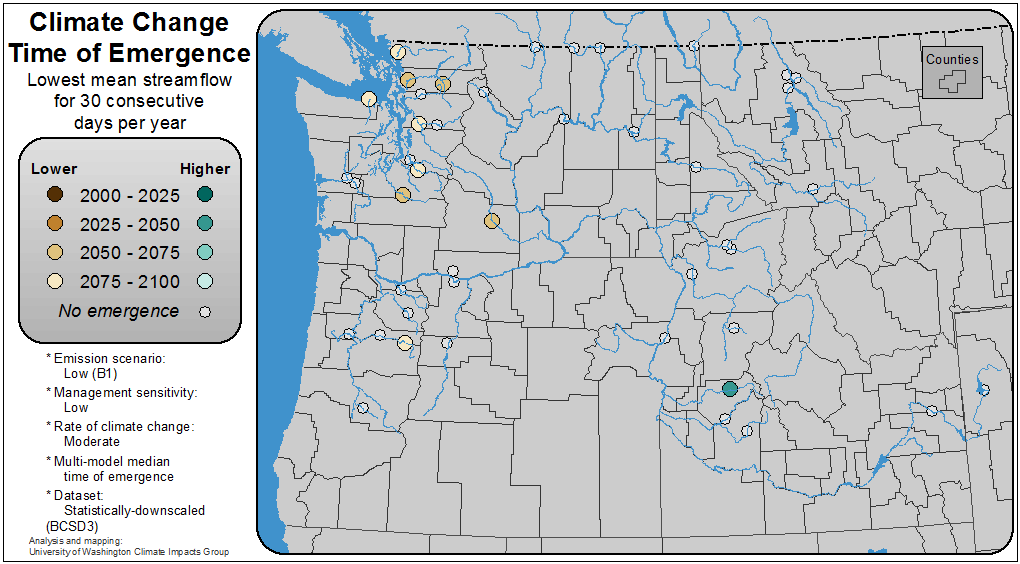 Climate Change
Time of Emergence
Lowest mean streamflow
for 30 consecutive
days per year
Lower Higher
2000 - 2025
2025 - 2050
2050 - 2075
2075 - 2100
No emergence
* Emission scenario:
Low (B1)
* Management sensitivity:
Low
* Rate of climate change:
Moderate
* Multi-model median
time of emergence
* Dataset:
Statistically-downscaled
(BCSD3)
Analysis and mapping:
University of Washington Climate Impacts Group
Counties